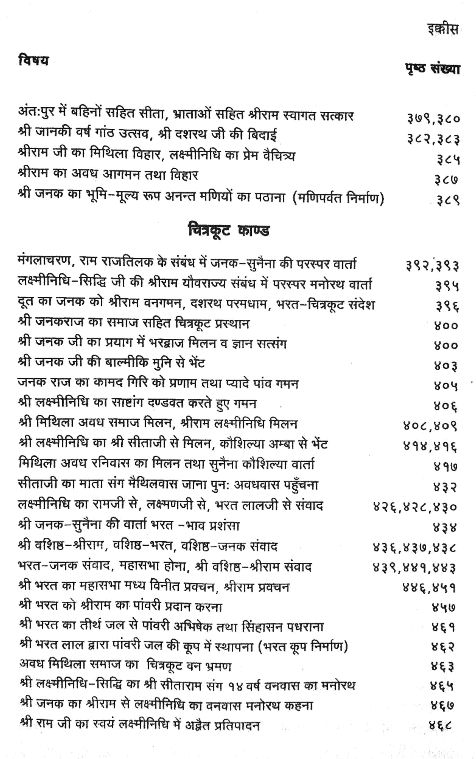 इक्कीस
विषय पृष्ठ संख्या
अंतःपुर में बहिनों सहित सीता, भ्राताओं सहित श्रीराम स्वागत सत्कार ३७९,३८०
श्री जानकी वर्ष गांठ उत्सव, श्री दशरथ जी की बिदाई ३८२,३८३
श्रीराम जी का मिथिला विहार, लक्ष्मीनिधि का प्रेम वैचित्र्य ३८५
श्रीराम का अवध आगमन तथा विहार ३८७
श्री जनक का भूमि-मूल्य रूप अनन्त मणियों का पठाना (मणिपर्वत निर्माण) ३८९
चित्रकूट काण्ड
मंगलाचरण, राम राजतिलक के संबंध में जनक-सुनैना की परस्पर वार्ता ३९२,३९३
लक्ष्मीनिधि-सिद्धि जी की श्रीराम यौवराज्य संबंध में परस्पर मनोरथ वार्ता ३९५
दूत का जनक को श्रीराम वनगमन, दशरथ परमधाम, भरत-चित्रकूट संदेश ३९६
श्री जनकराज का समाज सहित चित्रकूट प्रस्थान ४००
श्री जनक जी का प्रयाग में भरद्वाज मिलन व ज्ञान सत्संग ४००
श्री जनक जी की बाल्मीकि मुनि से भेंट ४०३
जनक राज का कामद गिरि को प्रणाम तथा प्यादे पांव गमन ४०५
श्री लक्ष्मीनिधि का साष्टांग दण्डवत करते हुए गमन ४०६
श्री मिथिला अवध समाज मिलन, श्रीराम लक्ष्मीनिधि मिलन ४०८,४०९
श्री लक्ष्मीनिधि का श्री सीताजी से मिलन, कौशिल्या अम्बा से भेंट ४१५,४१६
मिथिला अवध रनिवास का मिलन तथा सुनैना कौशिल्या वार्ता ४१७
सीताजी का माता संग मैथिलवास जाना पुनः अवधवास पहुँचना ४३२
लक्ष्मीनिधि का रामजी से, लक्ष्मणजी से, भरत लालजी से संवाद ४२६,४२८,४३०
श्री जनक-सुनैना की वार्ता भरत -भाव प्रशंसा ४३४
श्री वशिष्ठ-श्रीराम, वशिष्ठ-भरत, वशिष्ठ-जनक संवाद ४३६,४३७,४३८
भरत-जनक संवाद, महासभा होना, श्री वशिष्ठ-श्रीराम संवाद ४३९,४४१,४४३
श्री भरत का महासभा मध्य विनीत प्रवचन, श्रीराम प्रवचन ४४६,४५१
श्री भरत को श्रीराम का पांवरी प्रदान करना ४५७
श्री भरत का तीर्थ जल से पांवरी अभिषेक तथा सिंहासन पधराना ४६१
श्री भरत लाल द्वारा पांवरी जल की कूप में स्थापना (भरत कूप निर्माण) ४६२
अवध मिथिला समाज का चित्रकूट वन भ्रमण ४६३
श्री लक्ष्मीनिधि-सिद्धि का श्री सीताराम संग १४ वर्ष वनवास का मनोरथ ४६५
श्री जनक का श्रीराम से लक्ष्मीनिधि का वनवास मनोरथ कहना ४६७
श्री राम जी का स्वयं लक्ष्मीनिधि में अद्वैत प्रतिपादन ४६८